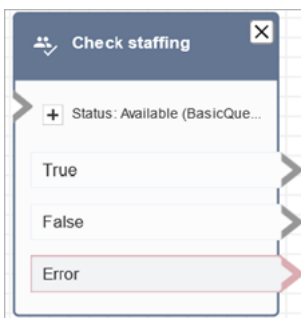 Check staffing
Status: Available (BasicQue...
True
False
Error